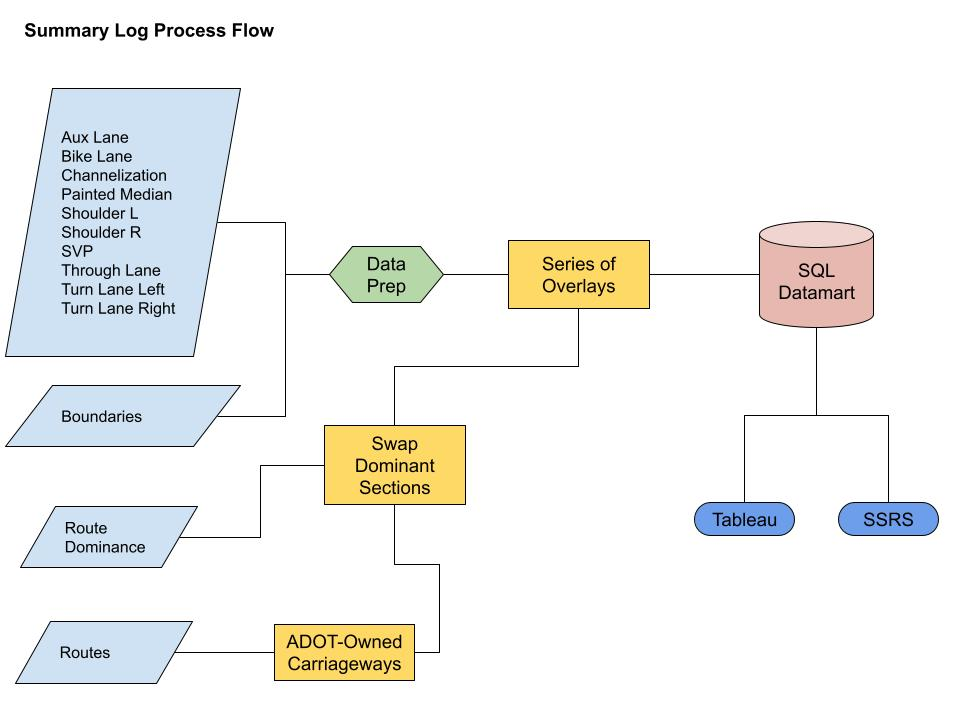 Summary Log Process Flow
Aux Lane
Bike Lane
Channelization
Painted Median
Shoulder L
Shoulder R
SVP
Through Lane
Turn Lane Left
Turn Lane Right
Boundaries
Route
Dominance
Routes
Data
Prep
Series of
Overlays
SQL
Datamart
Swap
Dominant
Sections
ADOT-Owned
Carriageways
Tableau
SSRS